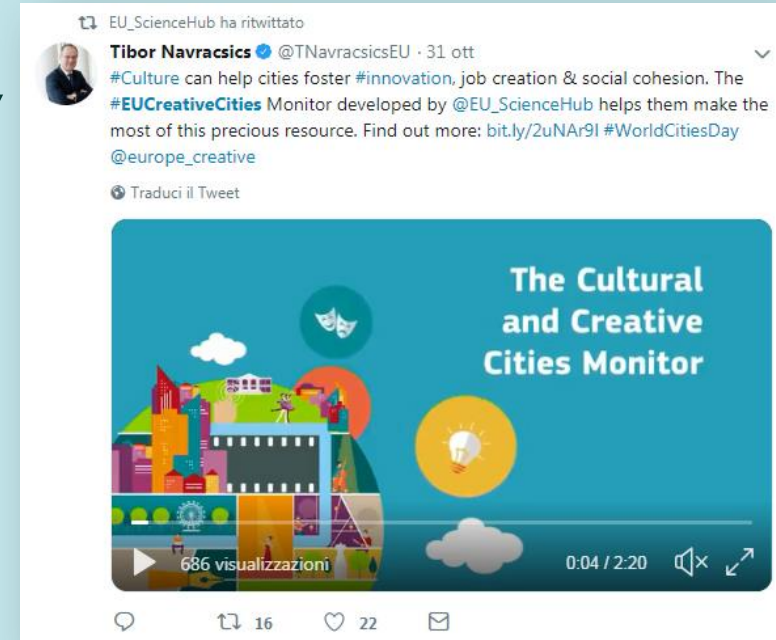 EU_ScienceHub ha ritwittato
Tibor Navracsics @TNavracsicsEU · 31 ott
#Culture can help cities foster #innovation, job creation & social cohesion. The
#EUCreativeCities Monitor developed by @EU_ScienceHub helps them make the
most of this precious resource. Find out more: bit.ly/2uNAr9I #WorldCitiesDay
@europe_creative
Traduci il Tweet
The Cultural
and Creative
Cities Monitor
686 visualizzazioni 0:04 / 2:20
16 22